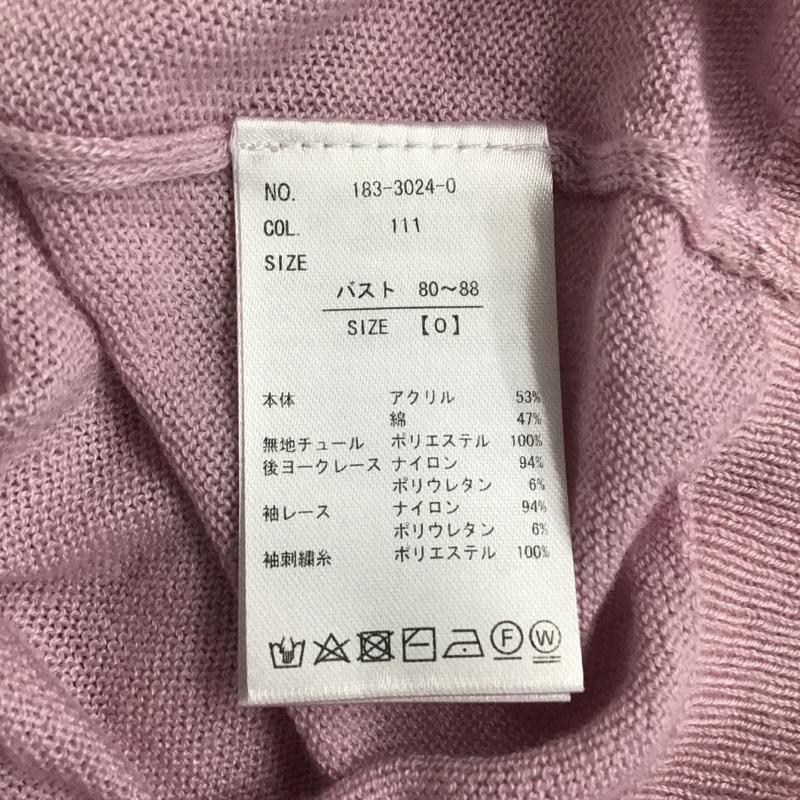 NO. 183-3024-0
COL. 111
SIZE
バスト 80〜88
SIZE 【0】
本体 アクリル 53%
綿 47%
無地チュール ポリエステル 100%
後ヨークレース ナイロン 94%
ポリウレタン 6%
袖レース ナイロン 94%
ポリウレタン 6%
袖刺繍糸 ポリエステル 100%
F W